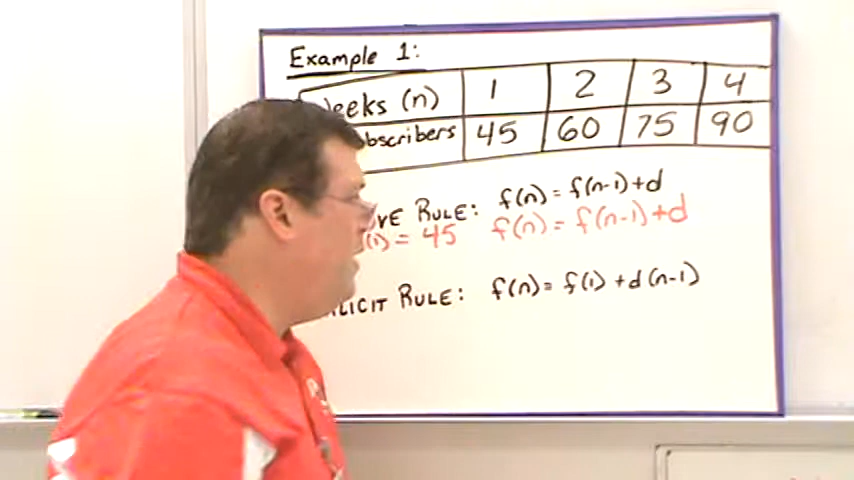 Example 1:
Weeks (n) 1 2 3 4
bscribers 45 60 75 90
VE RULE: f(n) = f(n-1)+d
(1) = 45 f(n) = f(n-1)+d
LICIT RULE: f(n) = f(1) + d(n-1)